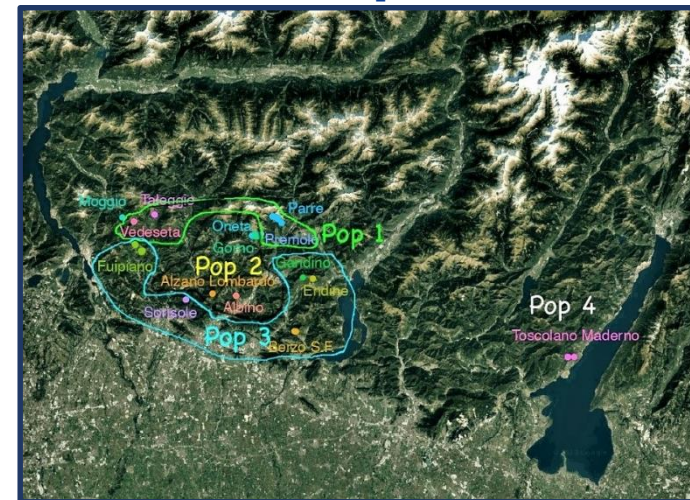 Moggio
Taleggio
Vedeseta
Parre
Oneta
Premolo
Gorno
Pop 1
Fuipiano
Pop 2
Gandino
Alzano Lombardo
Endine
Sorisole
Albino
Pop 3
Berzo S.F.
Pop 4
Toscolano Maderno